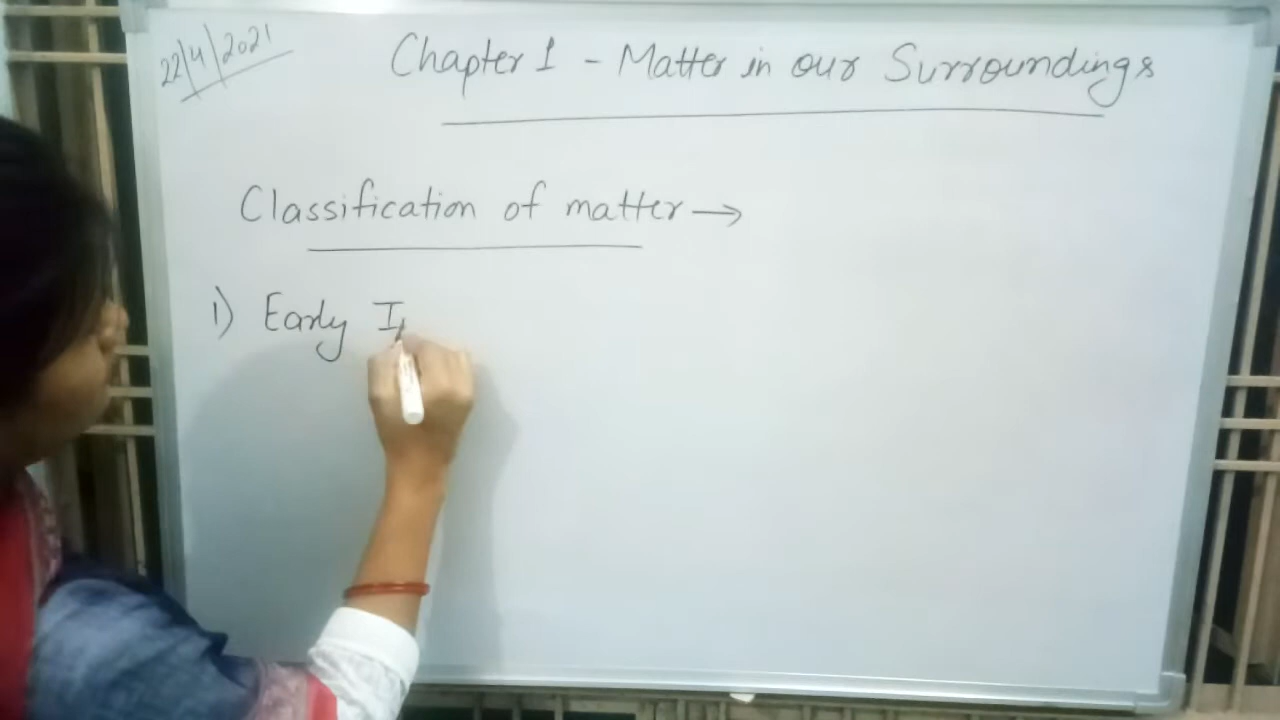 22/4/2021
Chapter 1 - Matter in our Surroundings
Classification of matter →
1) Early I